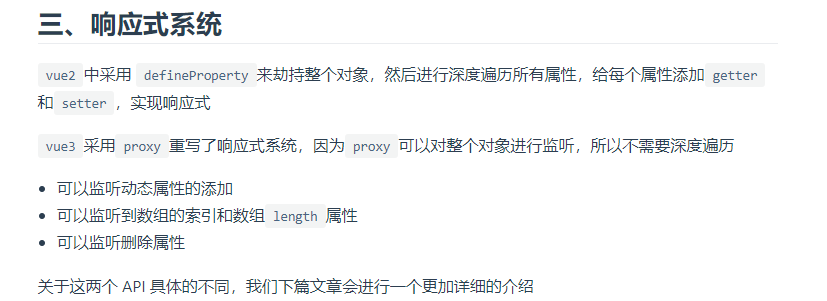 三、响应式系统
vue2 中采用 defineProperty 来劫持整个对象，然后进行深度遍历所有属性，给每个属性添加 getter
和 setter ，实现响应式
vue3 采用 proxy 重写了响应式系统，因为 proxy 可以对整个对象进行监听，所以不需要深度遍历
• 可以监听动态属性的添加
• 可以监听到数组的索引和数组 length 属性
• 可以监听删除属性
关于这两个 API 具体的不同，我们下篇文章会进行一个更加详细的介绍